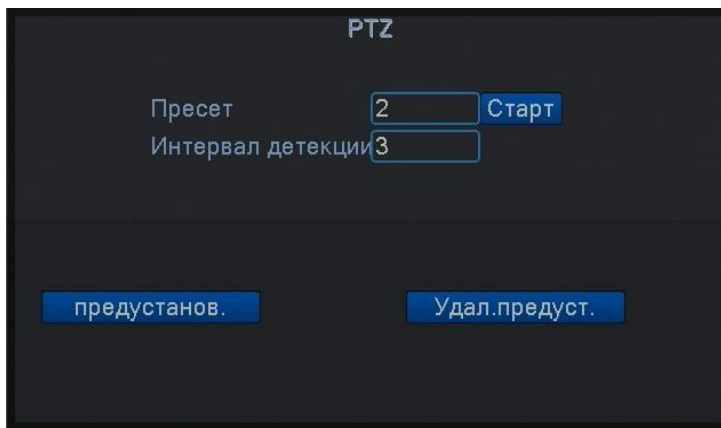 PTZ
Пресет 2 Старт
Интервал детекции 3
предустанов. Удал.предуст.